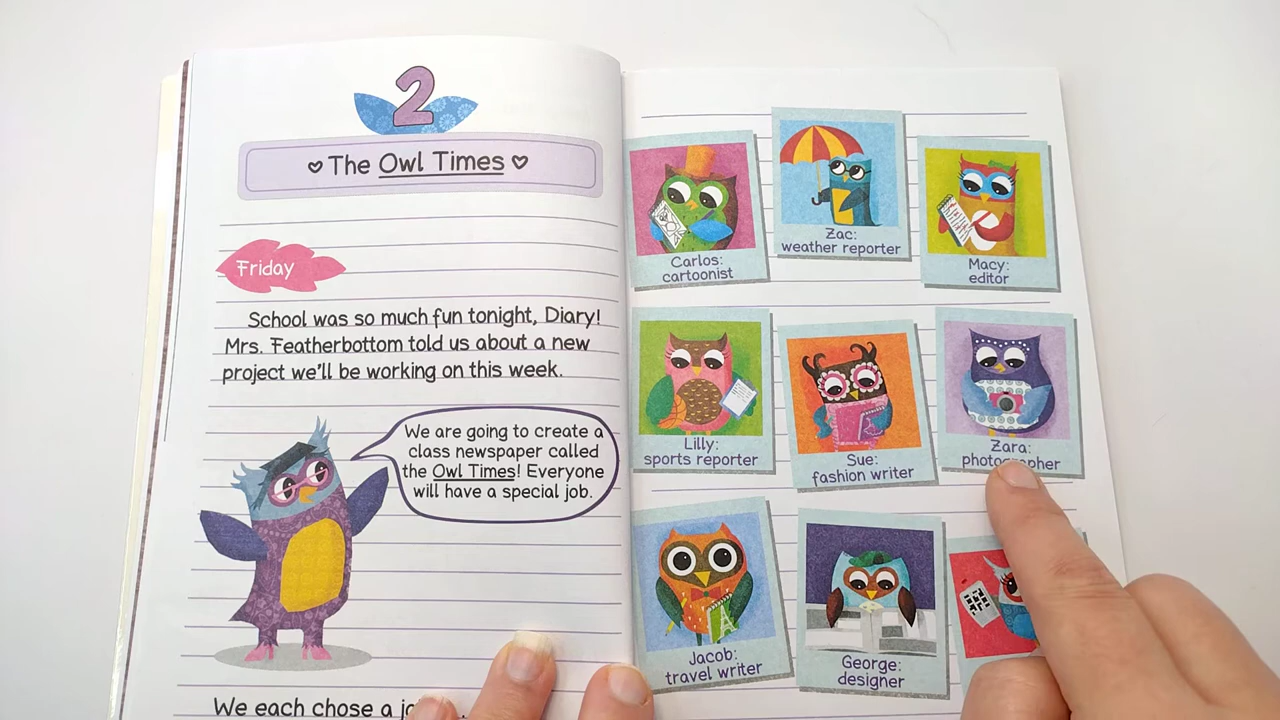 2
The Owl Times
Friday
School was so much fun tonight, Diary!
Mrs. Featherbottom told us about a new
project we'll be working on this week.
We are going to create a
class newspaper called
the Owl Times! Everyone
will have a special job.
We each chose a
Carlos:
cartoonist
Zac:
weather reporter
Macy:
editor
Lilly:
sports reporter
Sue:
fashion writer
Zara:
photographer
Jacob:
travel writer
George:
designer